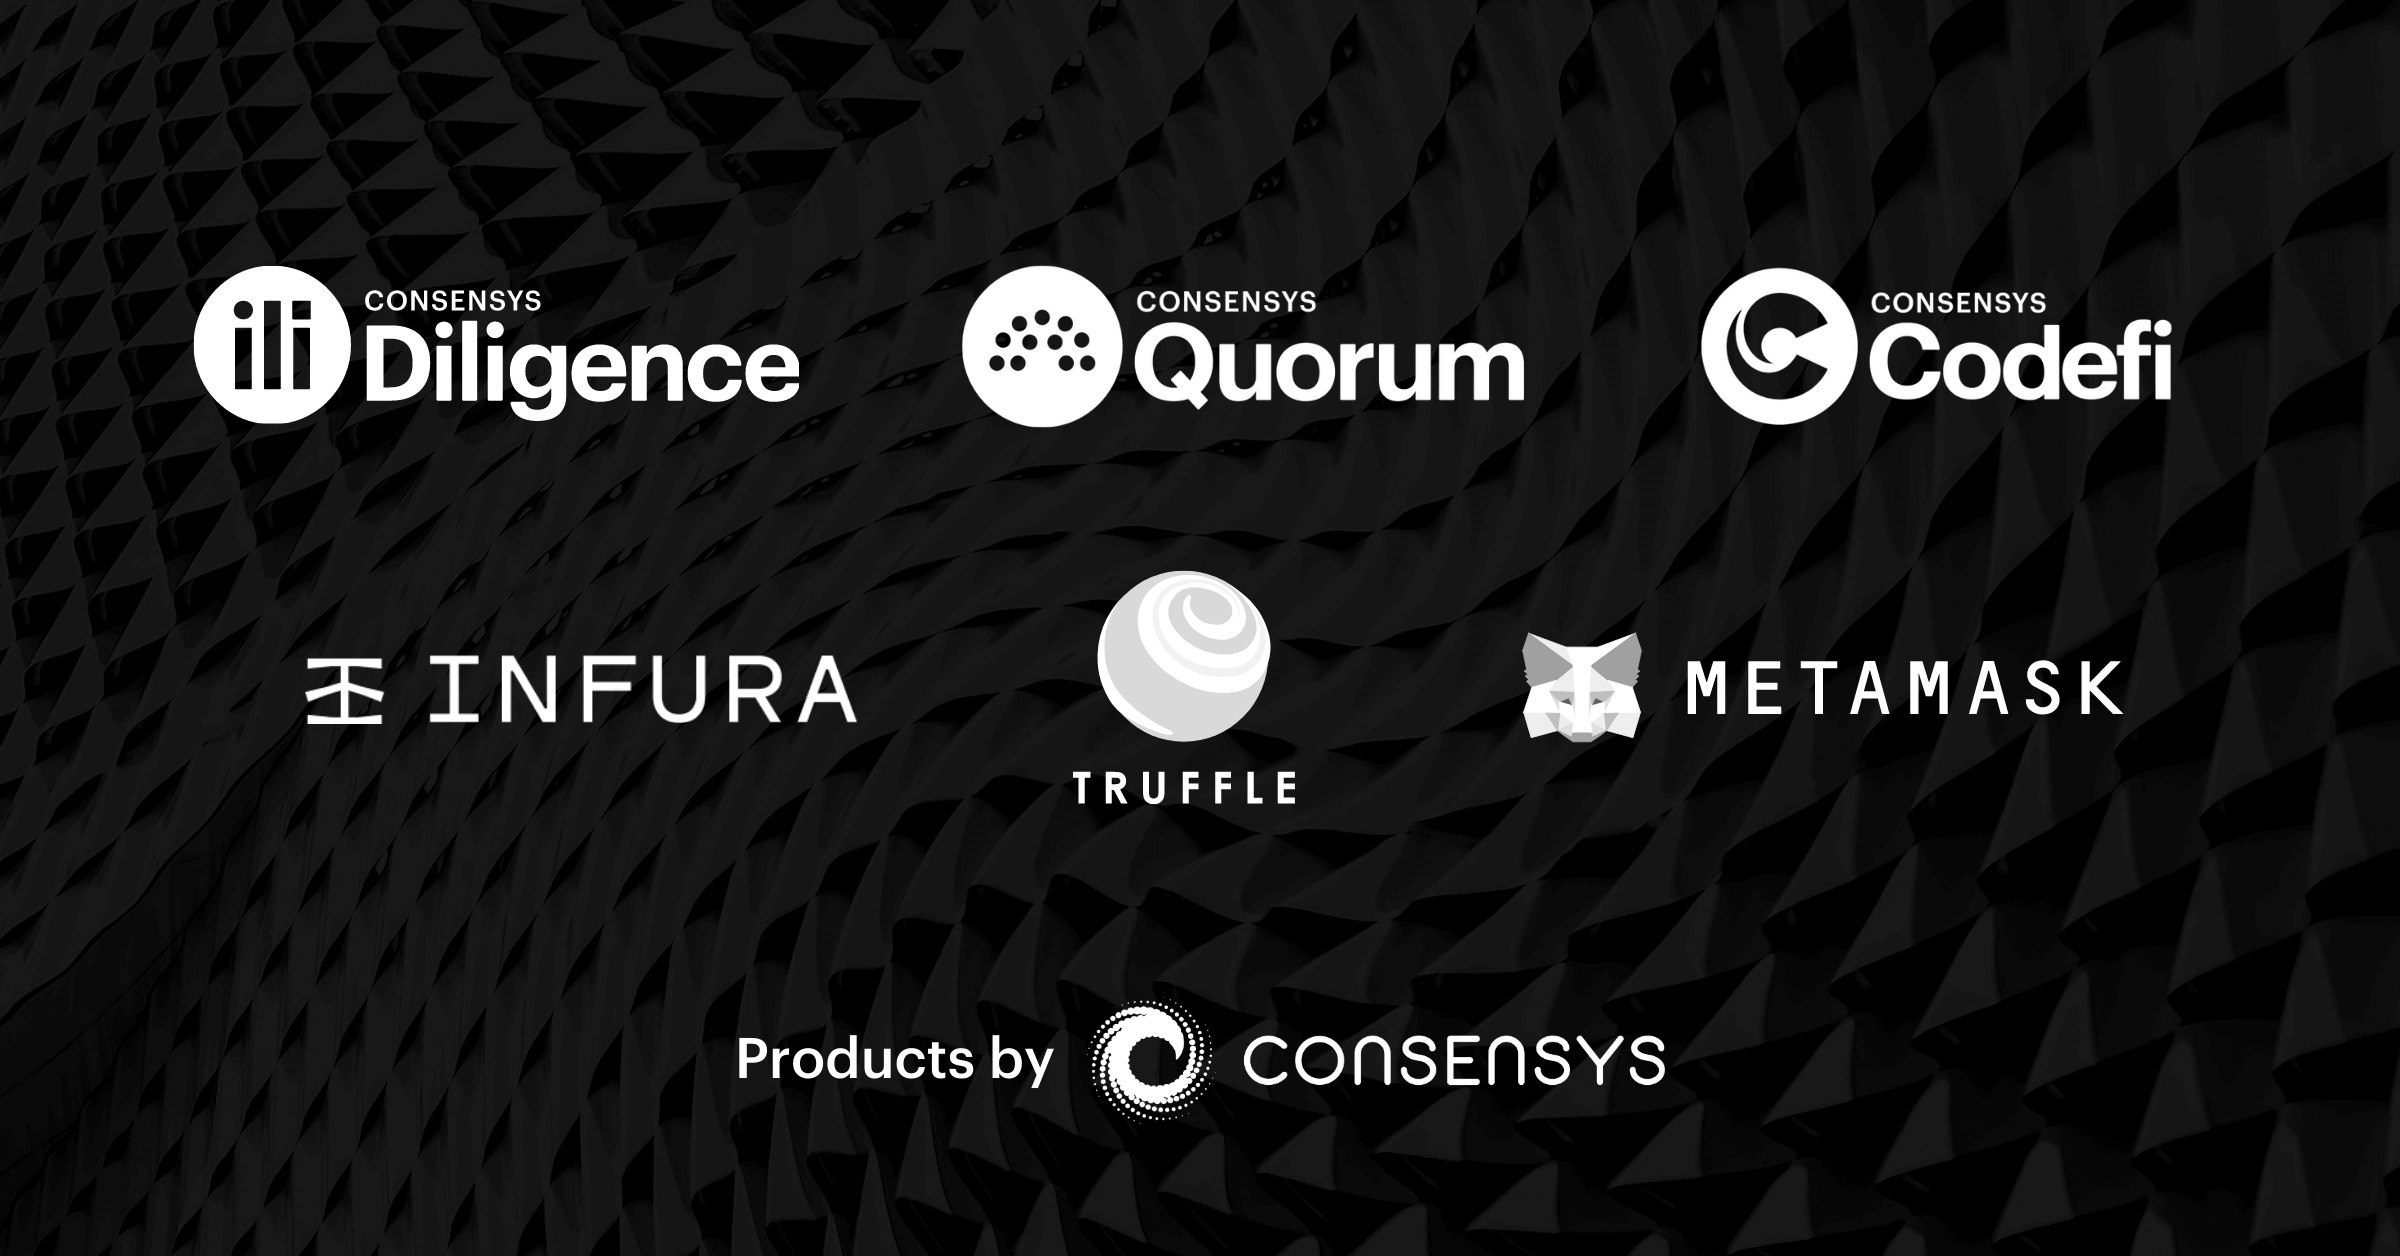 CONSENSYS
Diligence
CONSENSYS
Quorum
CONSENSYS
Codefi
INFURA
TRUFFLE
METAMASK
Products by CONSENSYS